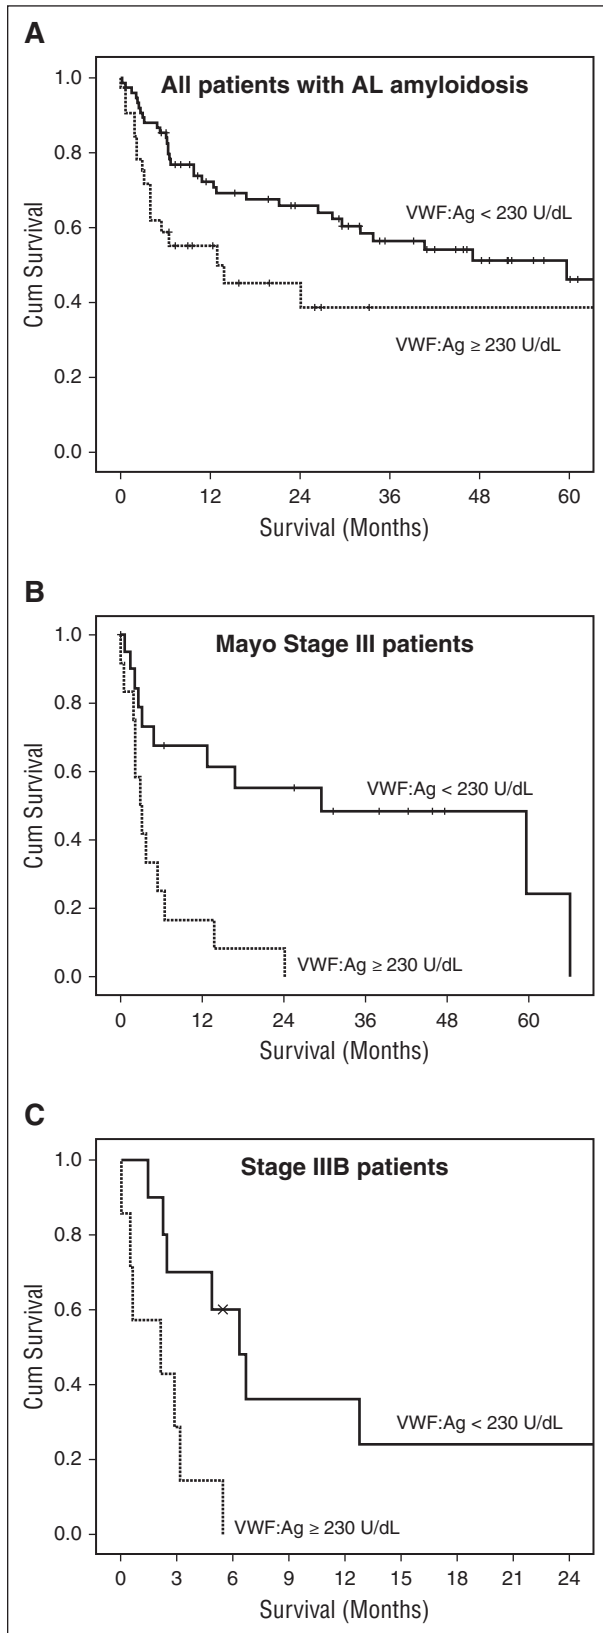 A
All patients with AL amyloidosis
Cum Survival
1.0
0.8
0.6
0.4
0.2
0.0
VWF:Ag < 230 U/dL
VWF:Ag ≥ 230 U/dL
0 12 24 36 48 60
Survival (Months)
B
Mayo Stage III patients
Cum Survival
1.0
0.8
0.6
0.4
0.2
0.0
VWF:Ag < 230 U/dL
VWF:Ag ≥ 230 U/dL
0 12 24 36 48 60
Survival (Months)
C
Stage IIIB patients
Cum Survival
1.0
0.8
0.6
0.4
0.2
0.0
VWF:Ag < 230 U/dL
VWF:Ag ≥ 230 U/dL
0 3 6 9 12 15 18 21 24
Survival (Months)